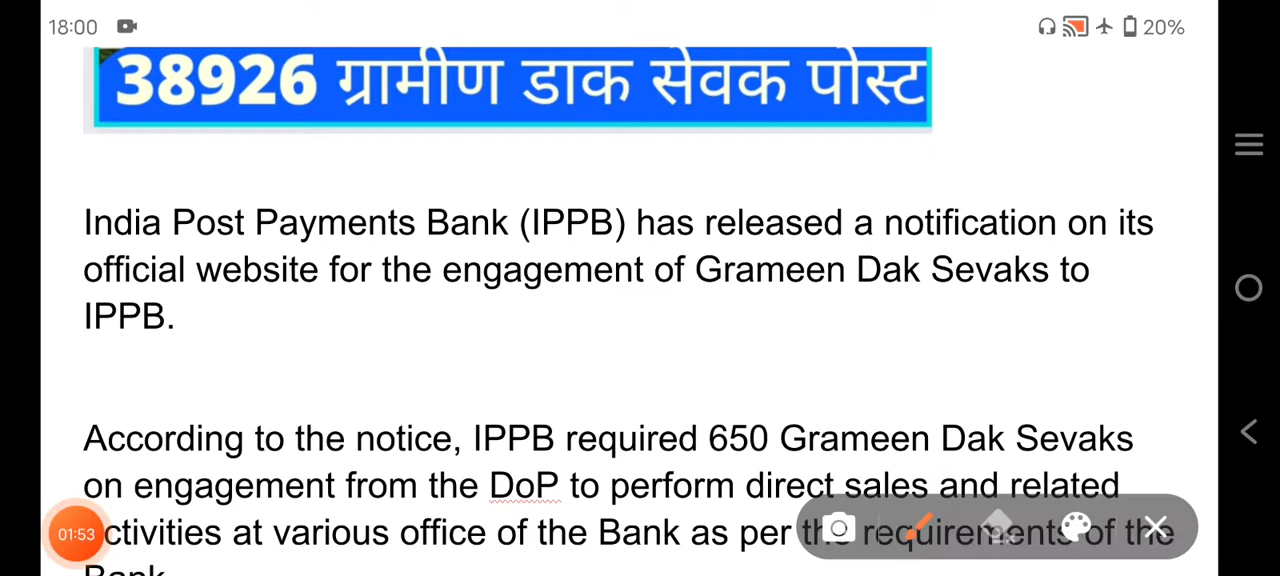 18:00
20%
38926 ग्रामीण डाक सेवक पोस्ट
India Post Payments Bank (IPPB) has released a notification on its
official website for the engagement of Grameen Dak Sevaks to
IPPB.
According to the notice, IPPB required 650 Grameen Dak Sevaks
on engagement from the DoP to perform direct sales and related
ctivities at various office of the Bank as per the requirements of the
Bank
01:53